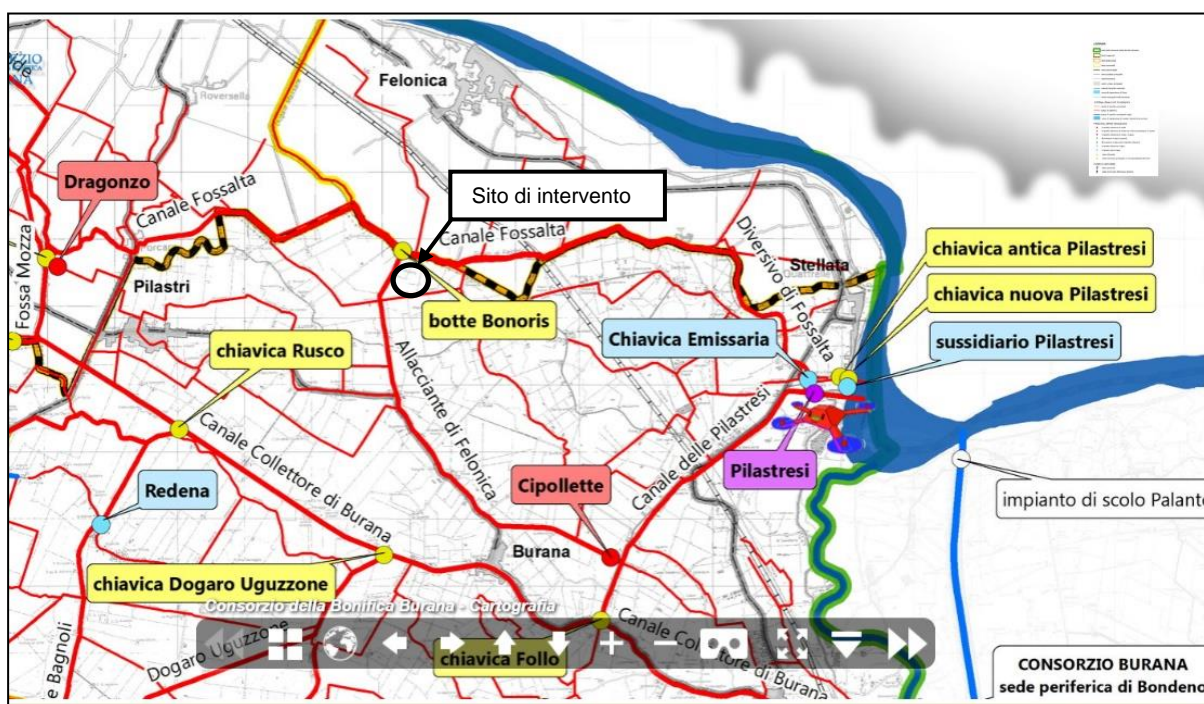 ZIO
NA
Felonica
Roversella
Dragonzo
Canale Fossalta
Sito di intervento
Canale Fossalta
Diversivo di Fossalta
Stellata
chiavica antica Pilastresi
Fossa Mozza
Pilastri
botte Bonoris
chiavica nuova Pilastresi
chiavica Rusco
Chiavica Emissaria
sussidiario Pilastresi
Allacciante di Felonica
Canale delle Pilastresi
Canale Collettore di Burana
Redena
Cipollette
Pilastresi
impianto di scolo Palanto
Burana
chiavica Dogaro Uguzzone
Consorzio della Bonifica Burana - Cartografia
e Bagnoli
Dogaro Uguzzone
chiavica Follo
Canale Collettore di Burana
CONSORZIO BURANA
sede periferica di Bondeno